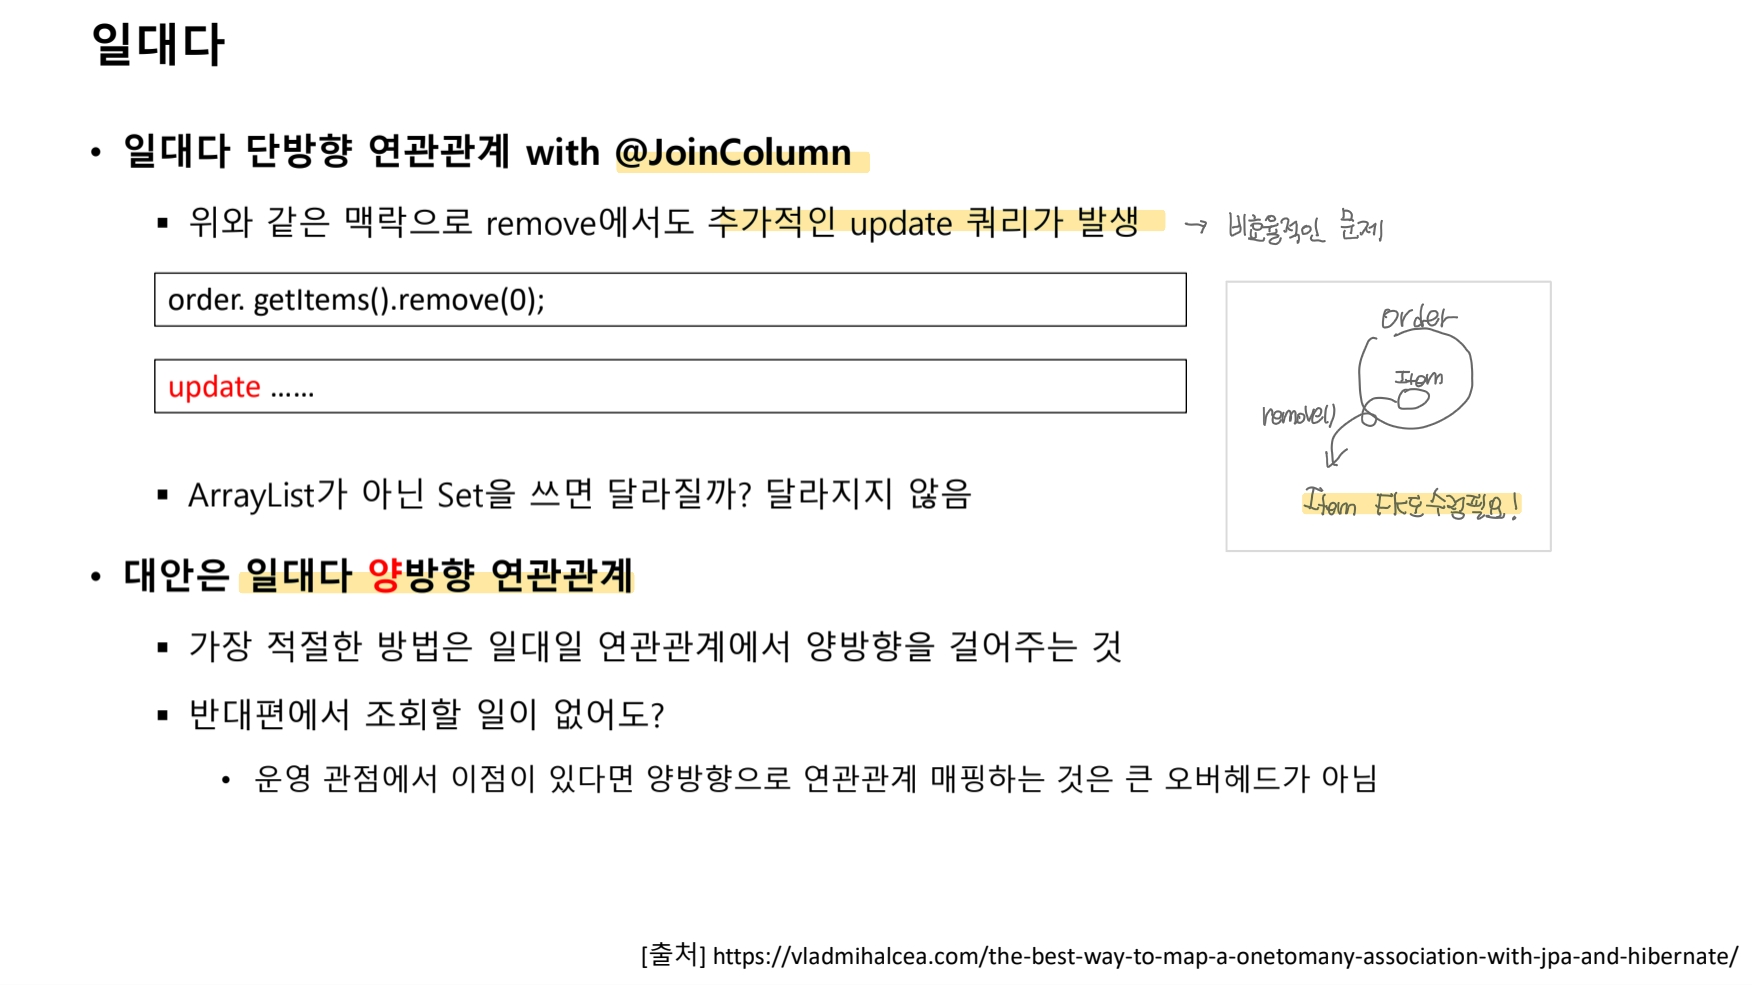 일대다
• 일대다 단방향 연관관계 with @JoinColumn
▪ 위와 같은 맥락으로 remove에서도 추가적인 update 쿼리가 발생 → 비효율적인 문제
order. getItems().remove(0);
update ......
Order
Item
remove()
Item FK도 수정필요!
▪ ArrayList가 아닌 Set을 쓰면 달라질까? 달라지지 않음
• 대안은 일대다 양방향 연관관계
▪ 가장 적절한 방법은 일대일 연관관계에서 양방향을 걸어주는 것
▪ 반대편에서 조회할 일이 없어도?
• 운영 관점에서 이점이 있다면 양방향으로 연관관계 매핑하는 것은 큰 오버헤드가 아님
[출처] https://vladmihalcea.com/the-best-way-to-map-a-onetomany-association-with-jpa-and-hibernate/